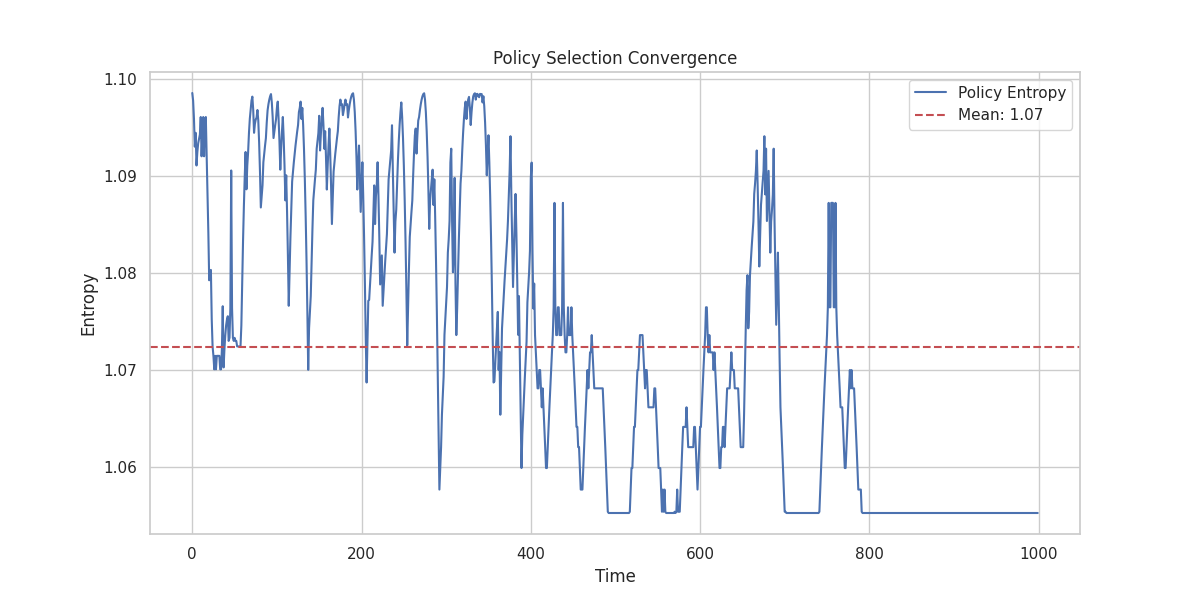 Policy Selection Convergence
Policy Entropy
Mean: 1.07
Entropy
1.10
1.09
1.08
1.07
1.06
0
200
400
600
800
1000
Time